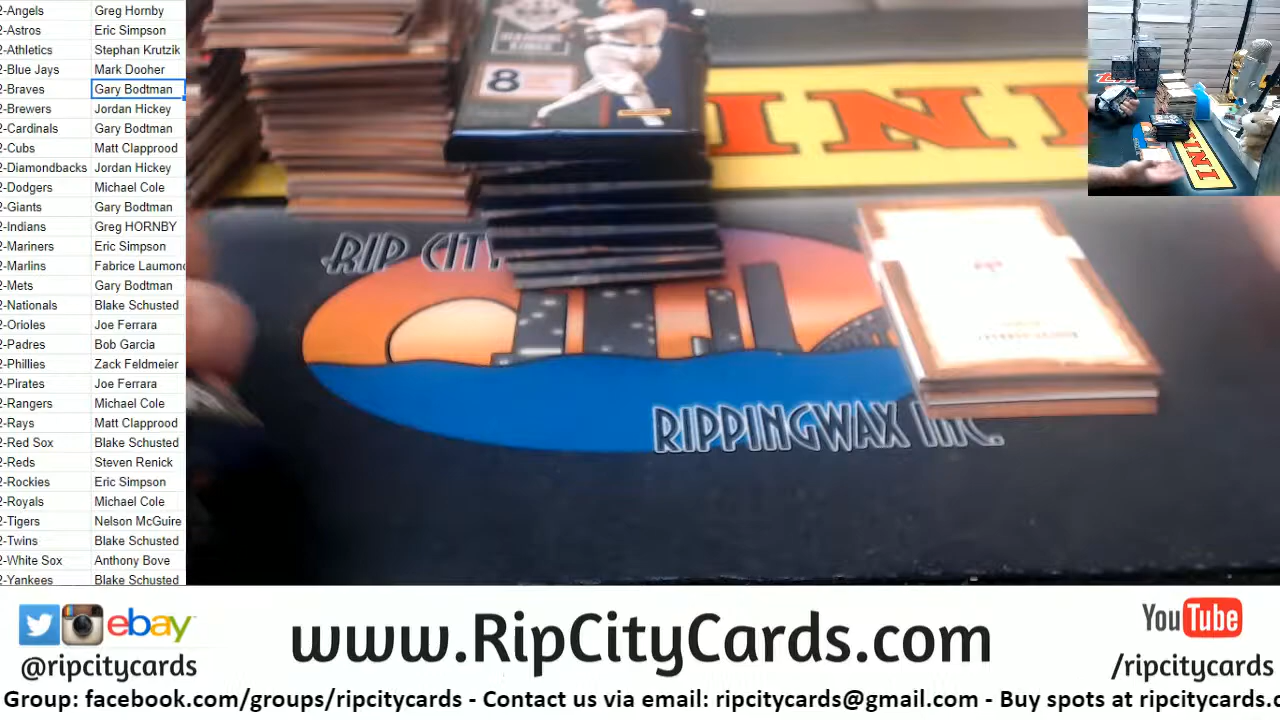 2-Angels Greg Hornby
2-Astros Eric Simpson
2-Athletics Stephan Krutzik
2-Blue Jays Mark Dooher
2-Braves Gary Bodtman
2-Brewers Jordan Hickey
2-Cardinals Gary Bodtman
2-Cubs Matt Clapprood
2-Diamondbacks Jordan Hickey
2-Dodgers Michael Cole
2-Giants Gary Bodtman
2-Indians Greg HORNBY
2-Mariners Eric Simpson
2-Marlins Fabrice Laumond
2-Mets Gary Bodtman
2-Nationals Blake Schusted
2-Orioles Joe Ferrara
2-Padres Bob Garcia
2-Phillies Zack Feldmeier
2-Pirates Joe Ferrara
2-Rangers Michael Cole
2-Rays Matt Clapprood
2-Red Sox Blake Schusted
2-Reds Steven Renick
2-Rockies Eric Simpson
2-Royals Michael Cole
2-Tigers Nelson McGuire
2-Twins Blake Schusted
2-White Sox Anthony Bove
2-Yankees Blake Schusted
8
INI
RIP CITY
RIPPINGWAX INC.
ebay
@ripcitycards
www.RipCityCards.com
YouTube
/ripcitycards
Group: facebook.com/groups/ripcitycards - Contact us via email: ripcitycards@gmail.com - Buy spots at ripcitycards.c